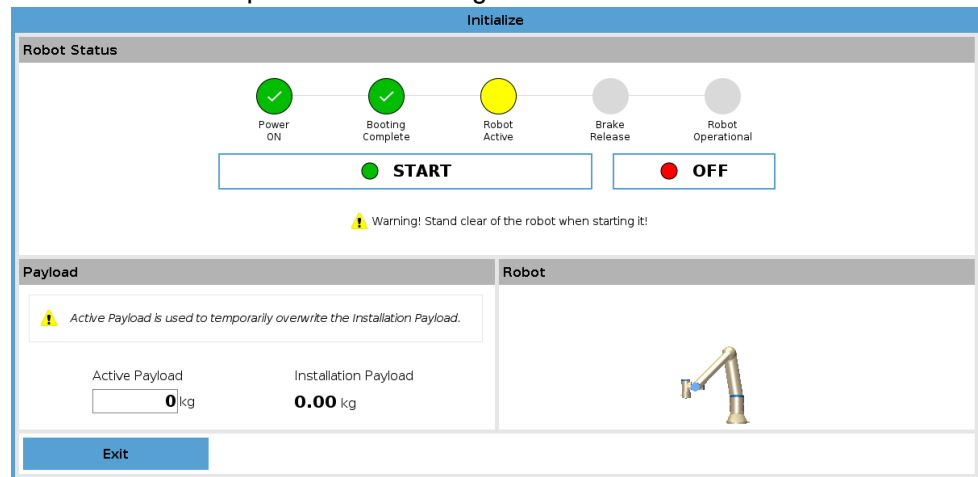 Initialize
Robot Status
Power
ON
Booting
Complete
Robot
Active
Brake
Release
Robot
Operational
START
OFF
Warning! Stand clear of the robot when starting it!
Payload
Active Payload is used to temporarily overwrite the Installation Payload.
Active Payload
Installation Payload
0 kg
0.00 kg
Robot
Exit